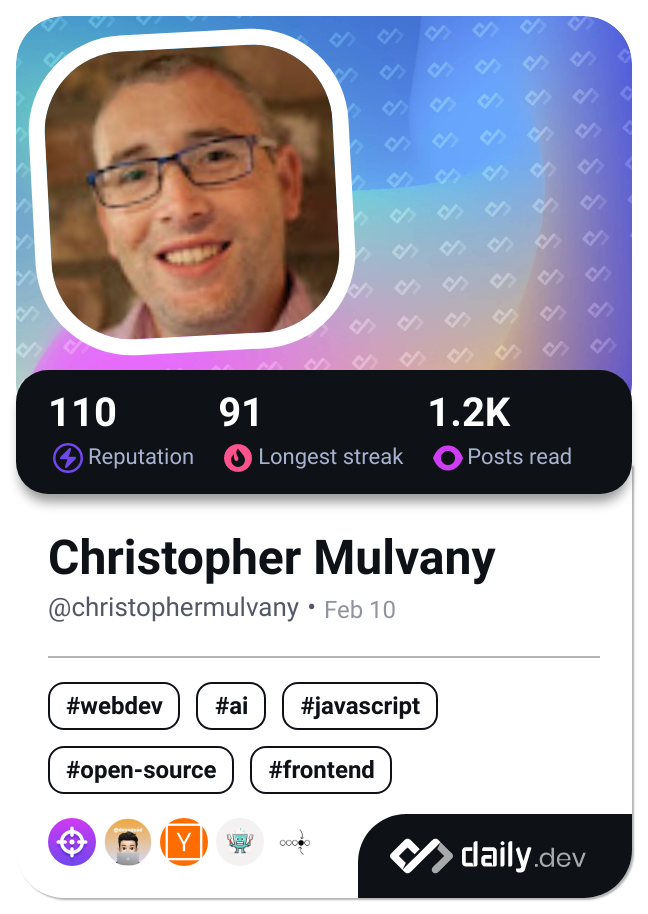 110 91 1.2K
Reputation Longest streak Posts read
Christopher Mulvany
@christophermulvany • Feb 10
#webdev #ai #javascript
#open-source #frontend
Y
daily.dev